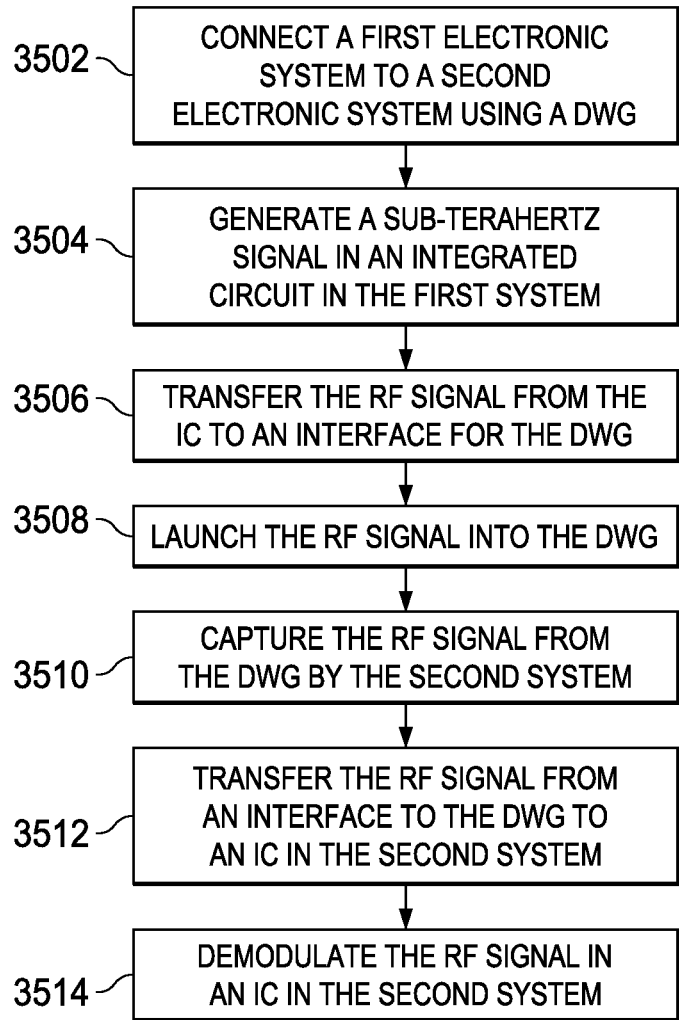 3502
CONNECT A FIRST ELECTRONIC
SYSTEM TO A SECOND
ELECTRONIC SYSTEM USING A DWG
3504
GENERATE A SUB-TERAHERTZ
SIGNAL IN AN INTEGRATED
CIRCUIT IN THE FIRST SYSTEM
3506
TRANSFER THE RF SIGNAL FROM THE
IC TO AN INTERFACE FOR THE DWG
3508
LAUNCH THE RF SIGNAL INTO THE DWG
3510
CAPTURE THE RF SIGNAL FROM
THE DWG BY THE SECOND SYSTEM
3512
TRANSFER THE RF SIGNAL FROM
AN INTERFACE TO THE DWG TO
AN IC IN THE SECOND SYSTEM
3514
DEMODULATE THE RF SIGNAL IN
AN IC IN THE SECOND SYSTEM